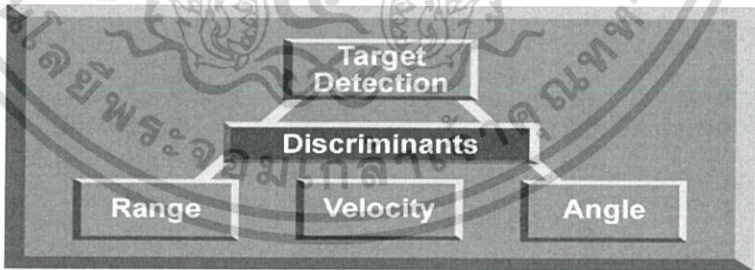 Target
Detection
Discriminants
Range
Velocity
Angle